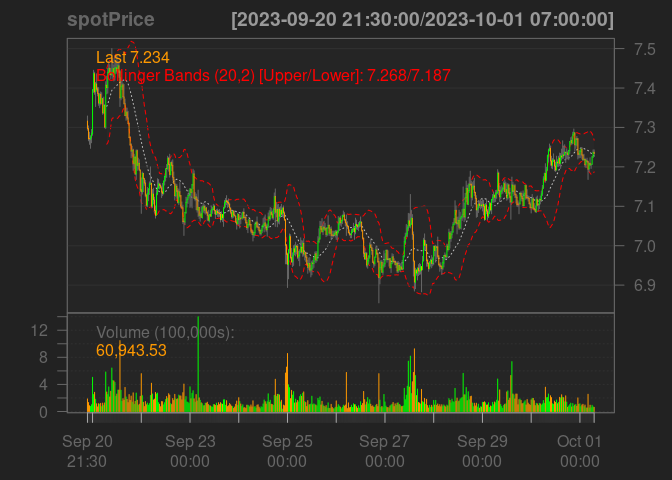 spotPrice [2023-09-20 21:30:00/2023-10-01 07:00:00]
Last 7.234
Bollinger Bands (20,2) [Upper/Lower]: 7.268/7.187
7.5
7.4
7.3
7.2
7.1
7.0
6.9
Volume (100,000s):
60,943.53
12
8
4
0
Sep 20 Sep 23 Sep 25 Sep 27 Sep 29 Oct 01
21:30 00:00 00:00 00:00 00:00 00:00